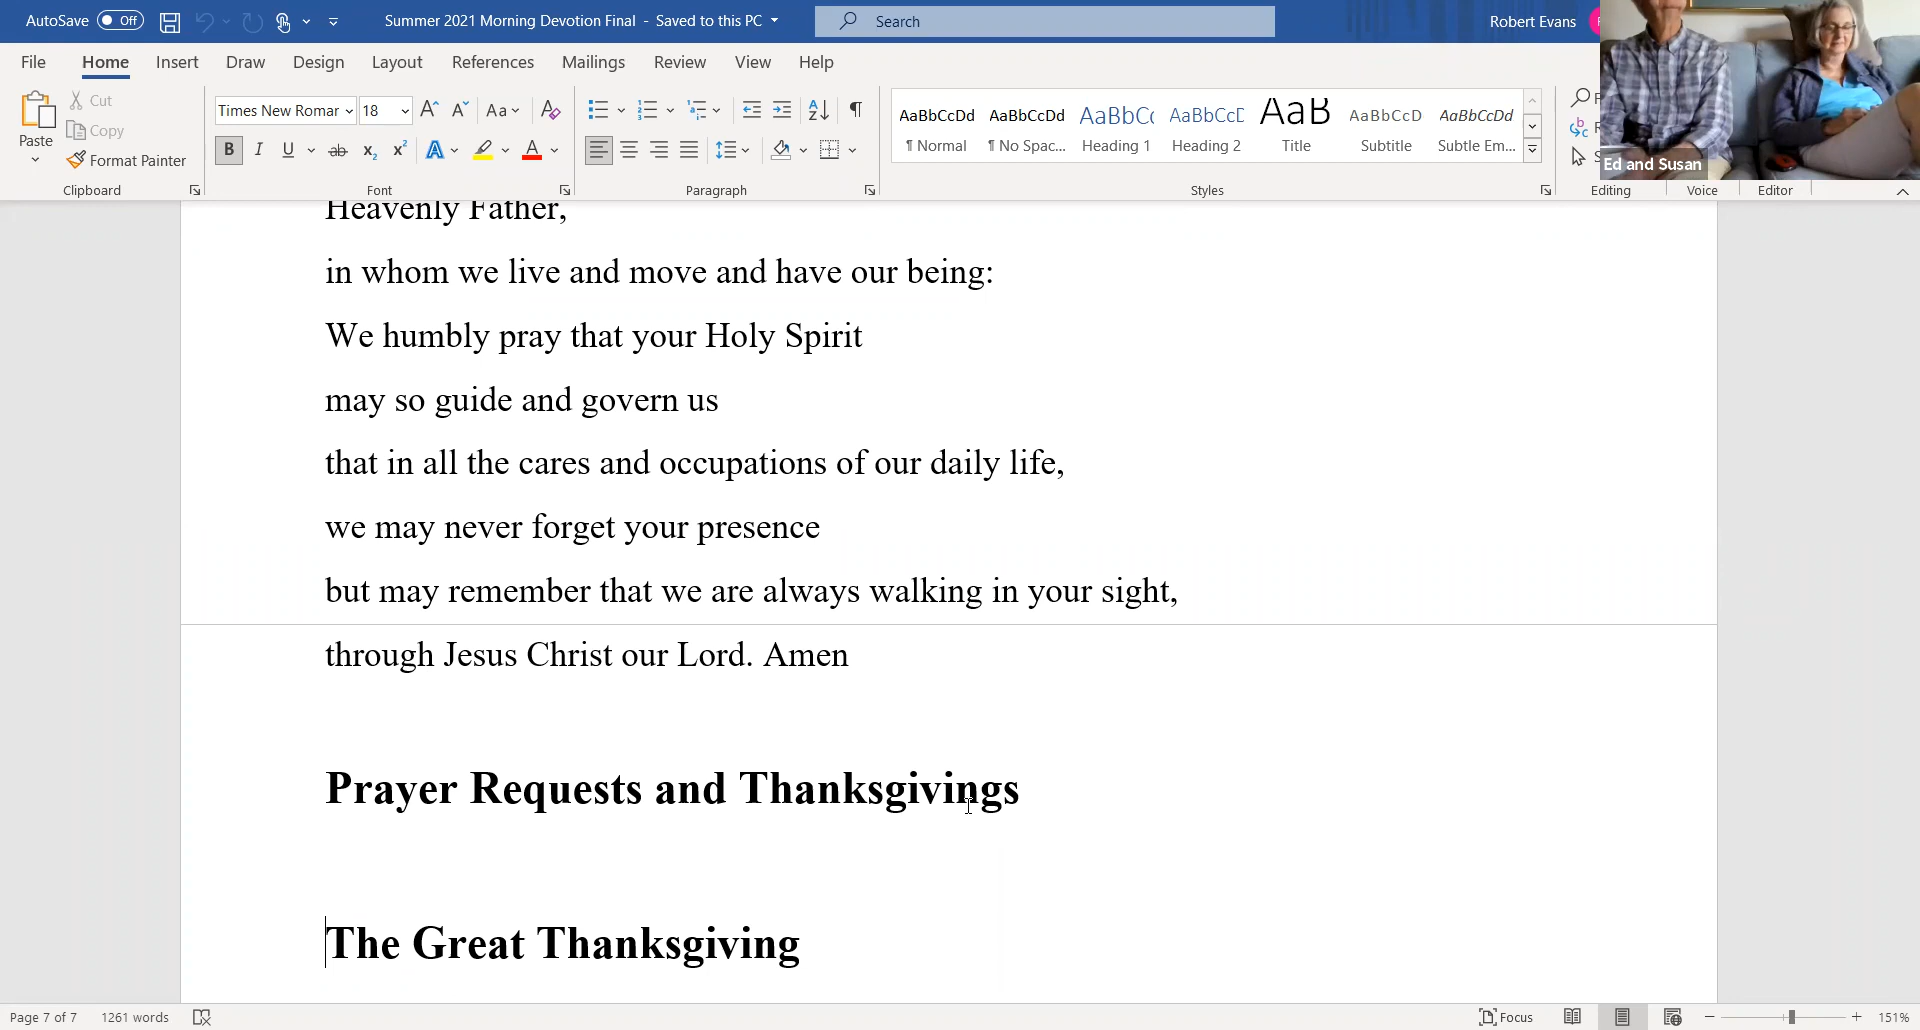 AutoSave Off Summer 2021 Morning Devotion Final - Saved to this PC Search Robert Evans
File Home Insert Draw Design Layout References Mailings Review View Help
Paste Cut Copy Format Painter
Times New Romar 18
AaBbCcDd AaBbCcDd AaBbC AaBbCcC AaB AaBbCcD AaBbCcDd
¶ Normal ¶ No Spac... Heading 1 Heading 2 Title Subtitle Subtle Em...
Ed and Susan
Clipboard Font Paragraph Styles Editing Voice Editor
Heavenly Father,
in whom we live and move and have our being:
We humbly pray that your Holy Spirit
may so guide and govern us
that in all the cares and occupations of our daily life,
we may never forget your presence
but may remember that we are always walking in your sight,
through Jesus Christ our Lord. Amen
Prayer Requests and Thanksgivings
The Great Thanksgiving
Page 7 of 7 1261 words Focus 151%